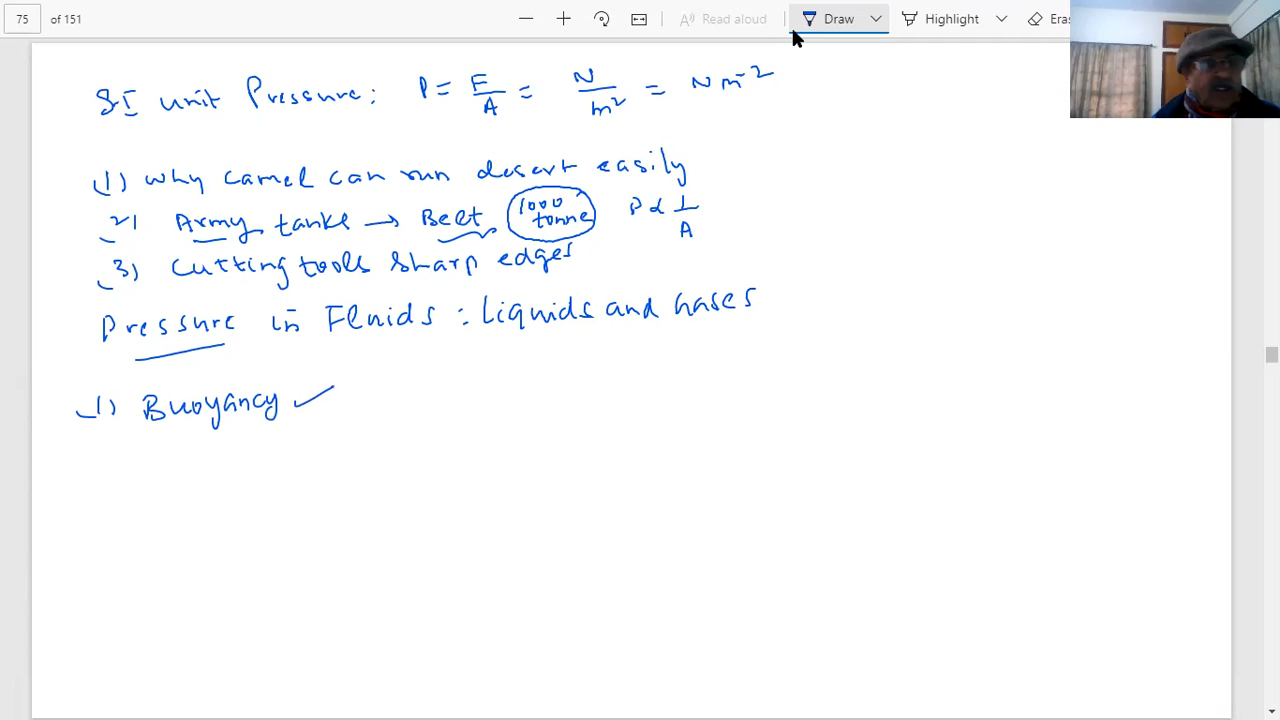 75 of 151 Read aloud Draw Highlight Eras
SI unit Pressure: P = F/A = N/m² = N m⁻²
(1) why camel can run desert easily
(2) Army tanks → Belt 1000 tonne P ∝ 1/A
(3) Cutting tools sharp edges
Pressure in Fluids : Liquids and Gases
(1) Buoyancy ✓